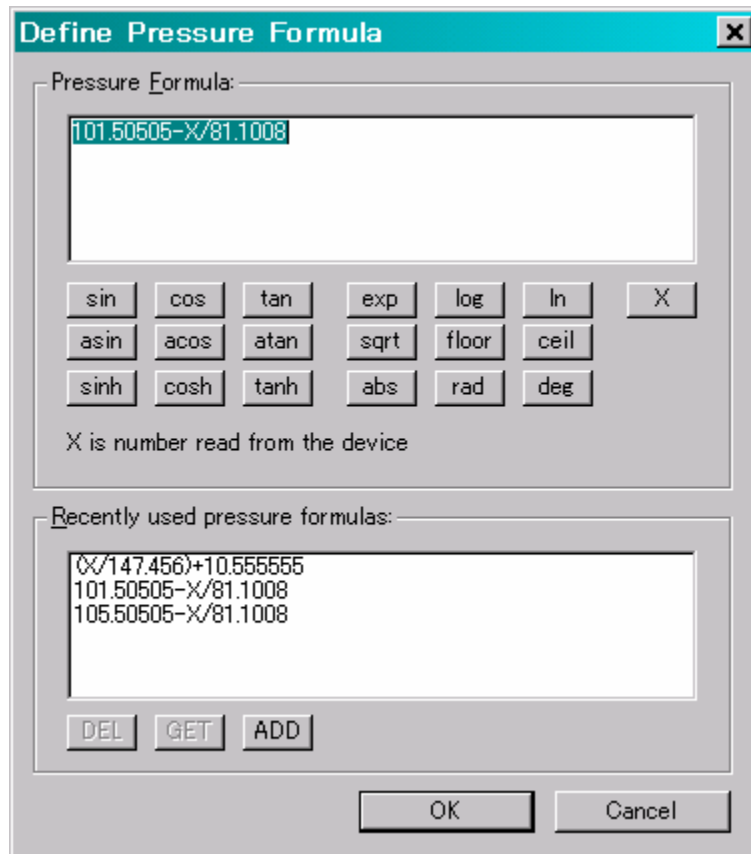 Define Pressure Formula
Pressure Formula:
101.50505-X/81.1008
sin cos tan exp log ln X
asin acos atan sqrt floor ceil
sinh cosh tanh abs rad deg
X is number read from the device
Recently used pressure formulas:
(X/147.456)+10.555555
101.50505-X/81.1008
105.50505-X/81.1008
DEL GET ADD
OK Cancel